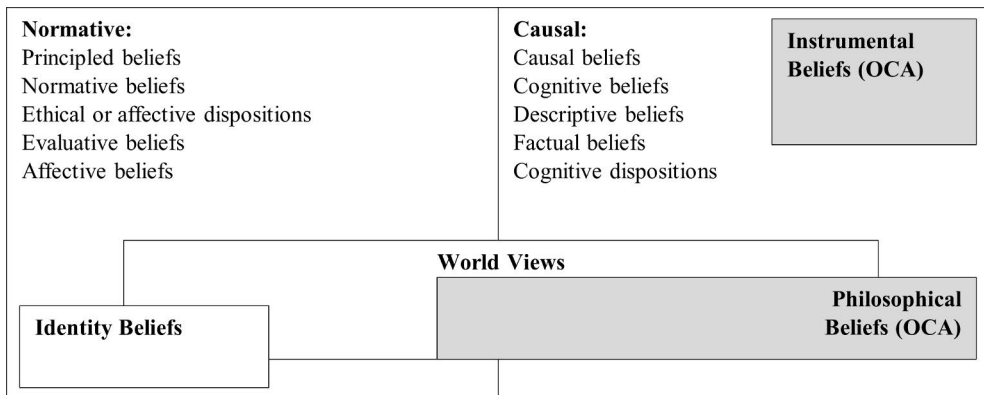 Normative:
Principled beliefs
Normative beliefs
Ethical or affective dispositions
Evaluative beliefs
Affective beliefs
Causal:
Causal beliefs
Cognitive beliefs
Descriptive beliefs
Factual beliefs
Cognitive dispositions
Instrumental
Beliefs (OCA)
World Views
Identity Beliefs
Philosophical
Beliefs (OCA)